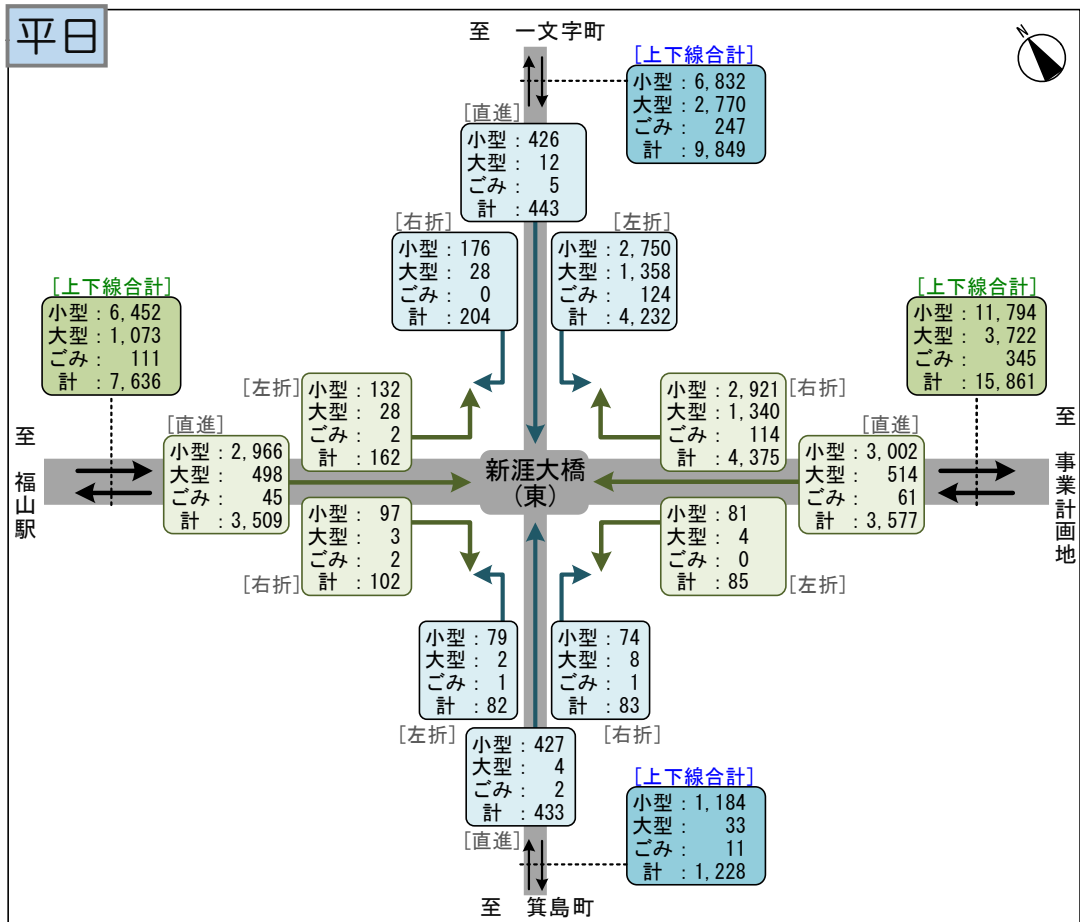 平日
至 一文字町
N
[上下線合計]
小型：6,832
大型：2,770
ごみ： 247
計：9,849
[直進]
小型：426
大型： 12
ごみ： 5
計：443
[右折]
小型：176
大型： 28
ごみ： 0
計：204
[左折]
小型：2,750
大型：1,358
ごみ： 124
計：4,232
[上下線合計]
小型：6,452
大型：1,073
ごみ： 111
計：7,636
[上下線合計]
小型：11,794
大型： 3,722
ごみ： 345
計：15,861
[左折]
小型：132
大型： 28
ごみ： 2
計：162
小型：2,921
大型：1,340
ごみ： 114
計：4,375
[右折]
至 福山駅
[直進]
小型：2,966
大型： 498
ごみ： 45
計：3,509
新涯大橋
(東)
[直進]
小型：3,002
大型： 514
ごみ： 61
計：3,577
至 事業計画地
小型： 97
大型： 3
ごみ： 2
計：102
[右折]
小型：81
大型： 4
ごみ： 0
計：85
[左折]
小型：79
大型： 2
ごみ： 1
計：82
[左折]
小型：74
大型： 8
ごみ： 1
計：83
[右折]
小型：427
大型： 4
ごみ： 2
計：433
[直進]
[上下線合計]
小型：1,184
大型： 33
ごみ： 11
計：1,228
至 箕島町